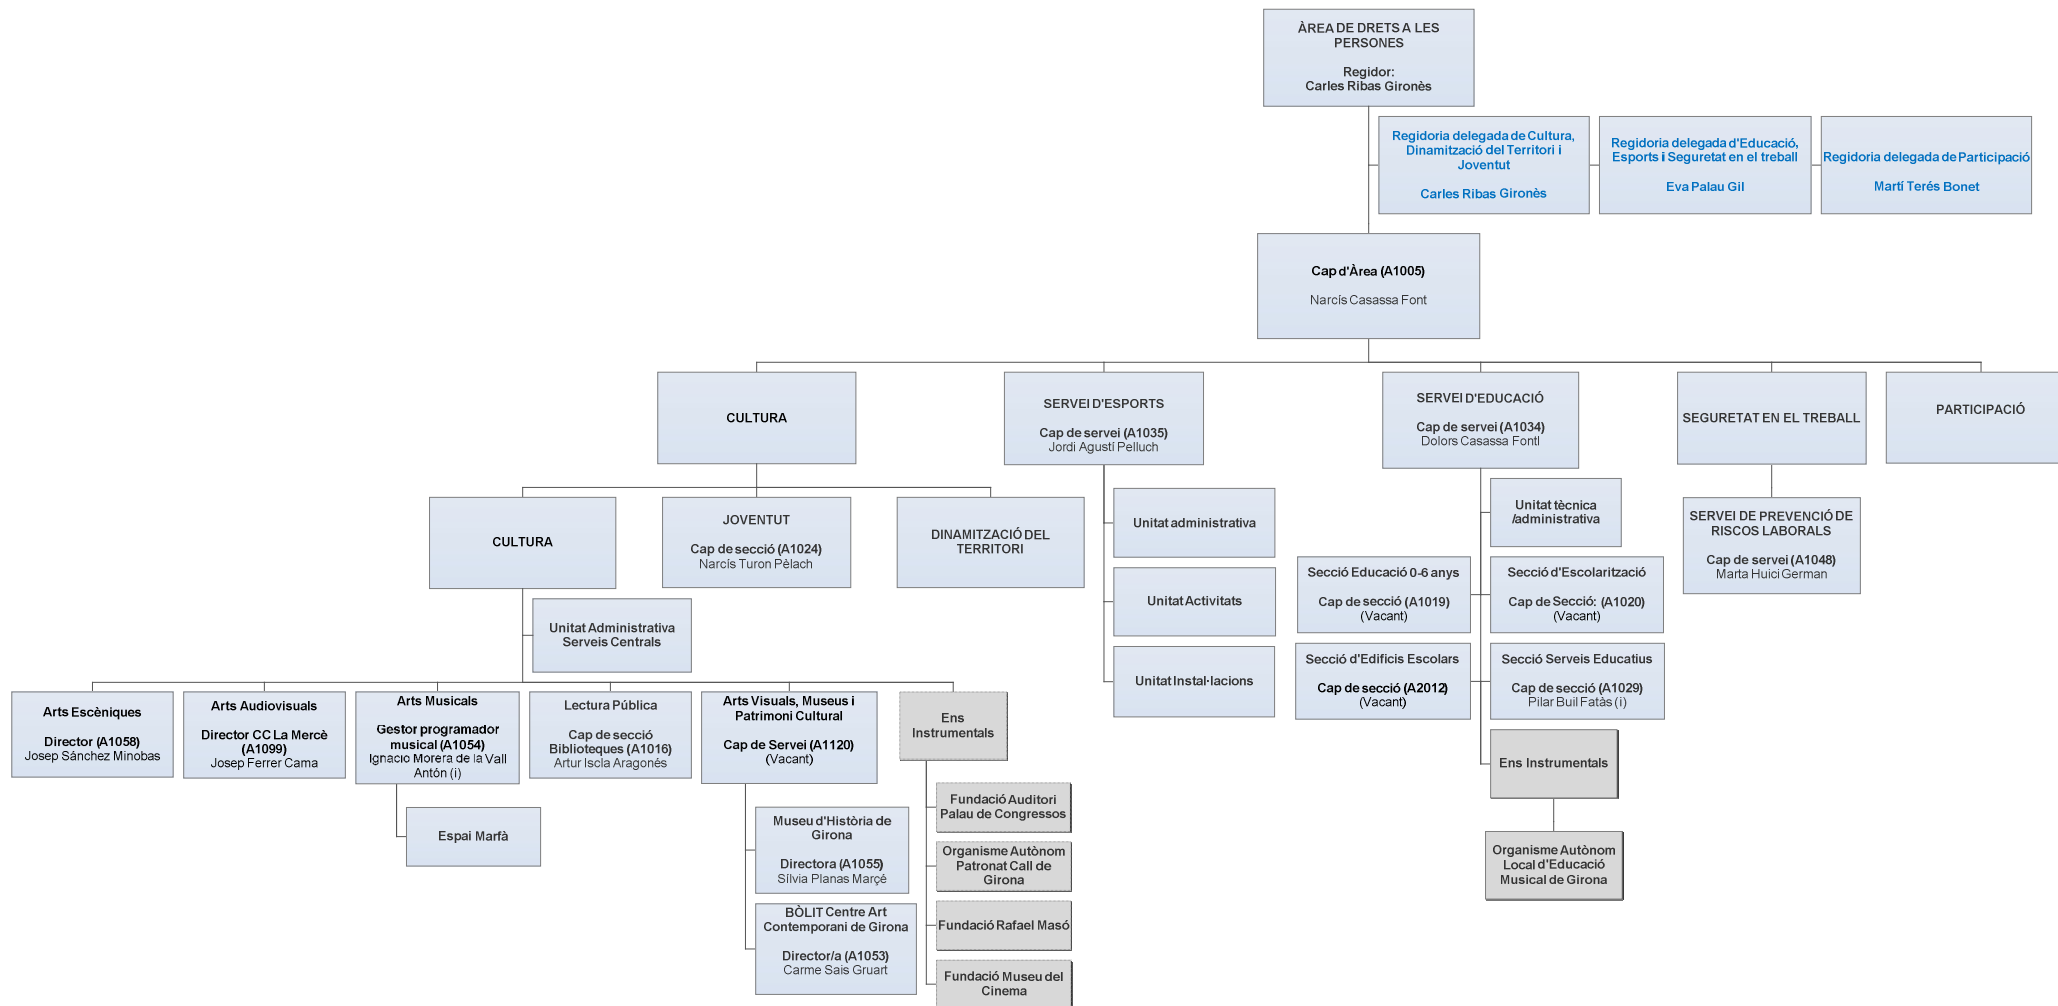 ÀREA DE DRETS A LES
PERSONES
Regidor:
Carles Ribas Gironès
Regidoria delegada de Cultura,
Dinamització del Territori i
Joventut
Carles Ribas Gironès
Regidoria delegada d'Educació,
Esports i Seguretat en el treball
Eva Palau Gil
Regidoria delegada de Participació
Martí Terés Bonet
Cap d'Àrea (A1005)
Narcís Casassa Font
CULTURA
SERVEI D'ESPORTS
Cap de servei (A1035)
Jordi Agustí Pelluch
SERVEI D'EDUCACIÓ
Cap de servei (A1034)
Dolors Casassa Fontl
SEGURETAT EN EL TREBALL
PARTICIPACIÓ
CULTURA
JOVENTUT
Cap de secció (A1024)
Narcís Turon Pèlach
DINAMITZACIÓ DEL
TERRITORI
Unitat administrativa
Unitat Activitats
Unitat Instal·lacions
Unitat tècnica
/administrativa
Secció Educació 0-6 anys
Cap de secció (A1019)
(Vacant)
Secció d'Escolarització
Cap de Secció: (A1020)
(Vacant)
Secció d'Edificis Escolars
Cap de secció (A2012)
(Vacant)
Secció Serveis Educatius
Cap de secció (A1029)
Pilar Buil Fatàs (i)
Ens Instrumentals
Organisme Autònom
Local d'Educació
Musical de Girona
SERVEI DE PREVENCIÓ DE
RISCOS LABORALS
Cap de servei (A1048)
Marta Huici German
Unitat Administrativa
Serveis Centrals
Arts Escèniques
Director (A1058)
Josep Sánchez Minobas
Arts Audiovisuals
Director CC La Mercè
(A1099)
Josep Ferrer Cama
Arts Musicals
Gestor programador
musical (A1054)
Ignacio Morera de la Vall
Antón (i)
Espai Marfà
Lectura Pública
Cap de secció
Biblioteques (A1016)
Artur Iscla Aragonés
Arts Visuals, Museus i
Patrimoni Cultural
Cap de Servei (A1120)
(Vacant)
Museu d'Història de
Girona
Directora (A1055)
Sílvia Planas Marçé
BÒLIT Centre Art
Contemporani de Girona
Director/a (A1053)
Carme Sais Gruart
Ens
Instrumentals
Fundació Auditori
Palau de Congressos
Organisme Autònom
Patronat Call de
Girona
Fundació Rafael Masó
Fundació Museu del
Cinema